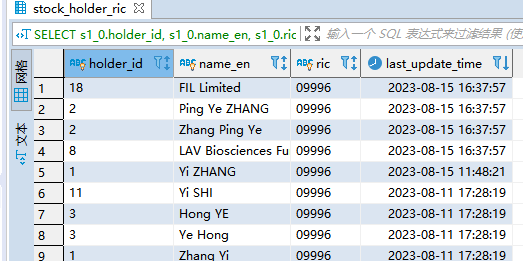 stock_holder_ric
SELECT s1_0.holder_id, s1_0.name_en, s1_0.ric 输入一个 SQL 表达式来过滤结果 (使
网格
文本
holder_id name_en ric last_update_time
1 18 FIL Limited 09996 2023-08-15 16:37:57
2 2 Ping Ye ZHANG 09996 2023-08-15 16:37:57
3 2 Zhang Ping Ye 09996 2023-08-15 16:37:57
4 8 LAV Biosciences Fu 09996 2023-08-15 16:37:57
5 1 Yi ZHANG 09996 2023-08-15 11:48:21
6 11 Yi SHI 09996 2023-08-11 17:28:19
7 3 Hong YE 09996 2023-08-11 17:28:19
8 3 Ye Hong 09996 2023-08-11 17:28:19
9 1 Zhang Yi 09996 2023-08-11 17:28:19